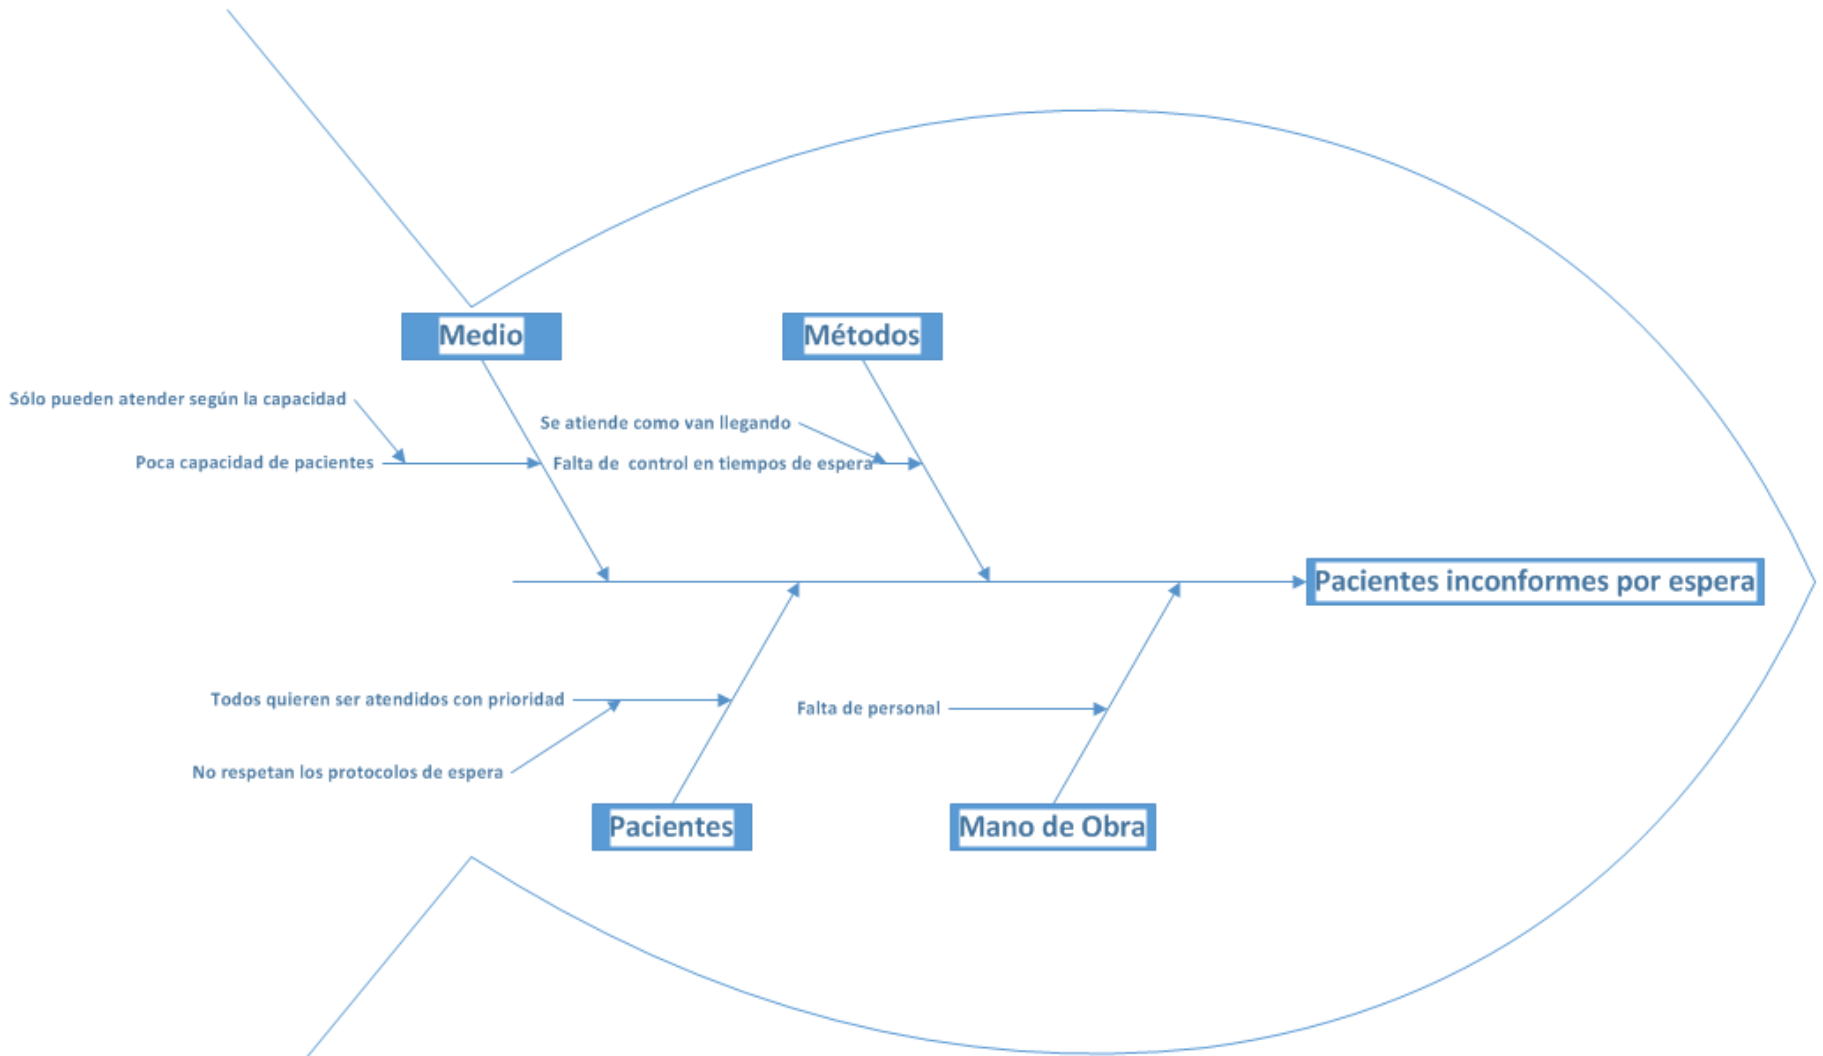 Medio
Métodos
Sólo pueden atender según la capacidad
Se atiende como van llegando
Poca capacidad de pacientes
Falta de  control en tiempos de espera
Pacientes inconformes por espera
Todos quieren ser atendidos con prioridad
Falta de personal
No respetan los protocolos de espera
Pacientes
Mano de Obra